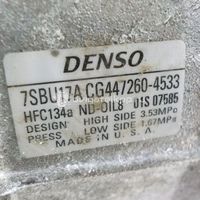 DENSO
7SBU17A CG447260-4533
HFC134a ND-OIL8 01S 07585
DESIGN HIGH SIDE 3.53MPa
PRESS LOW SIDE 1.67MPa
MADE IN U.S.A.